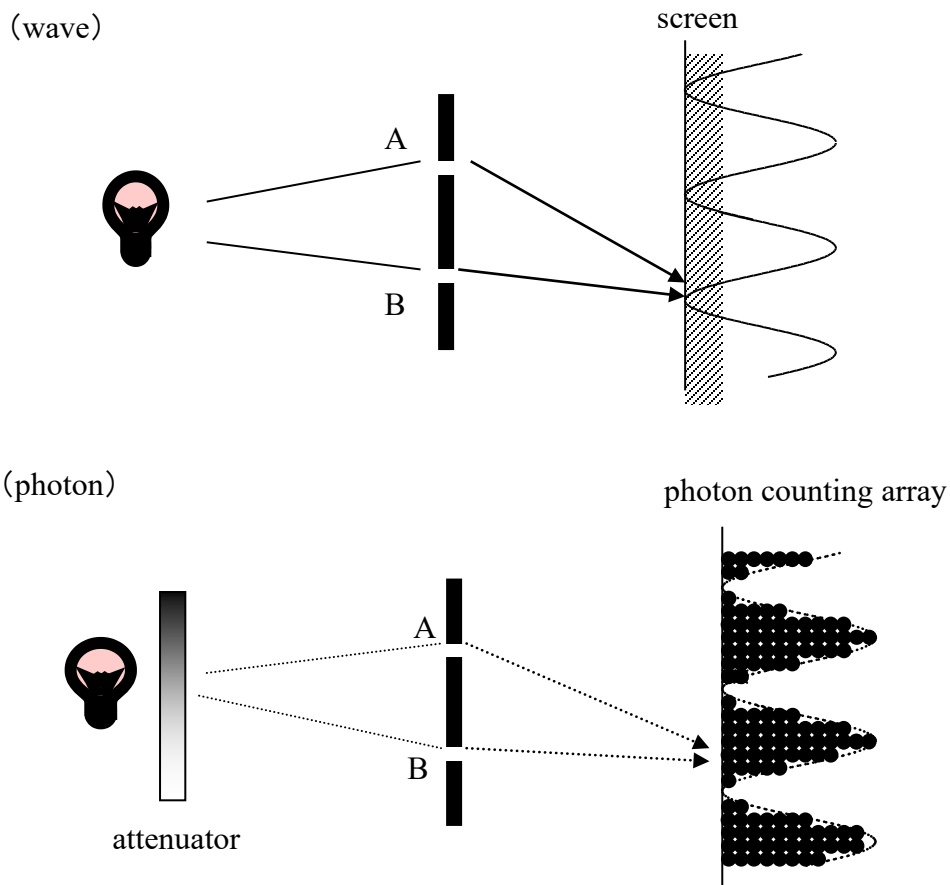 （wave）
screen
A
B
（photon）
photon counting array
A
B
attenuator